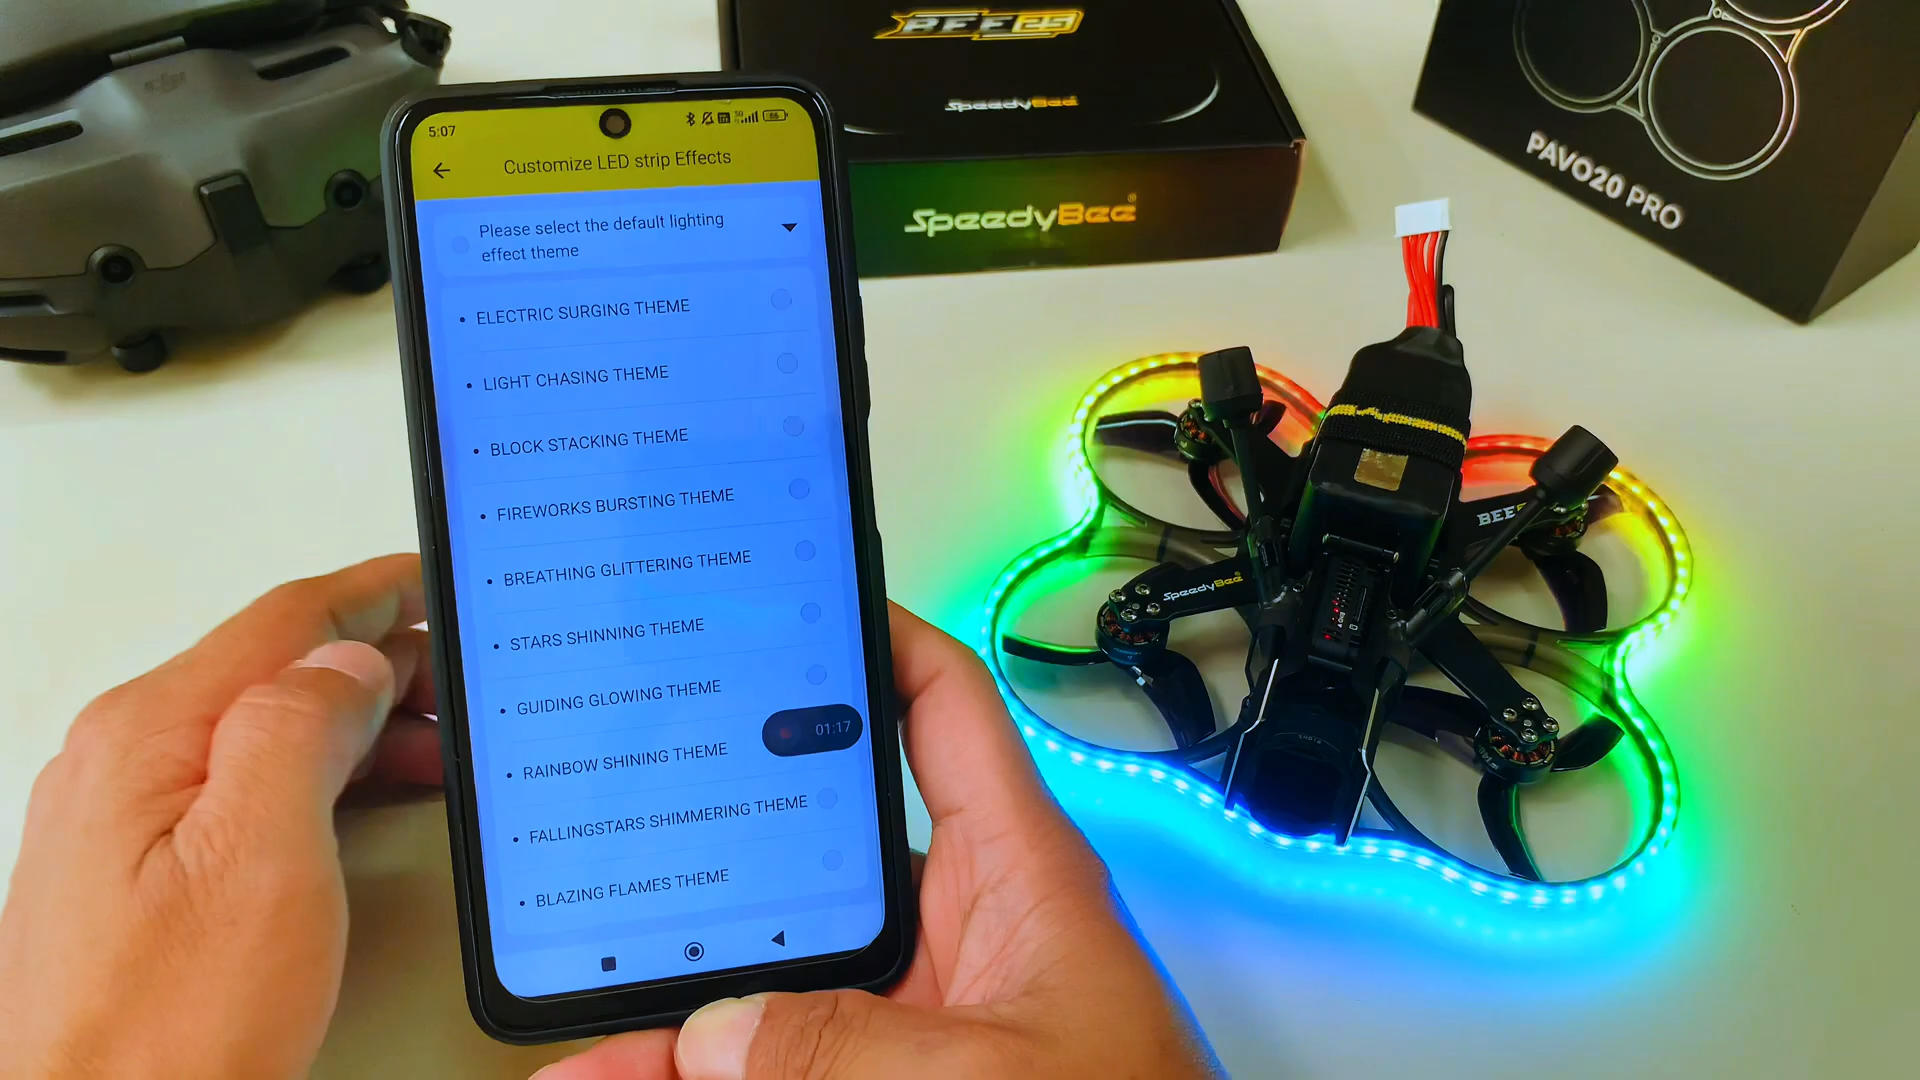 BEE25
SpeedyBee
SpeedyBee®
PAVO20 PRO
5:07
Customize LED strip Effects
Please select the default lighting
effect theme
• ELECTRIC SURGING THEME
• LIGHT CHASING THEME
• BLOCK STACKING THEME
• FIREWORKS BURSTING THEME
• BREATHING GLITTERING THEME
• STARS SHINNING THEME
• GUIDING GLOWING THEME
• RAINBOW SHINING THEME
• FALLINGSTARS SHIMMERING THEME
• BLAZING FLAMES THEME
01:17
BEE
SpeedyBee